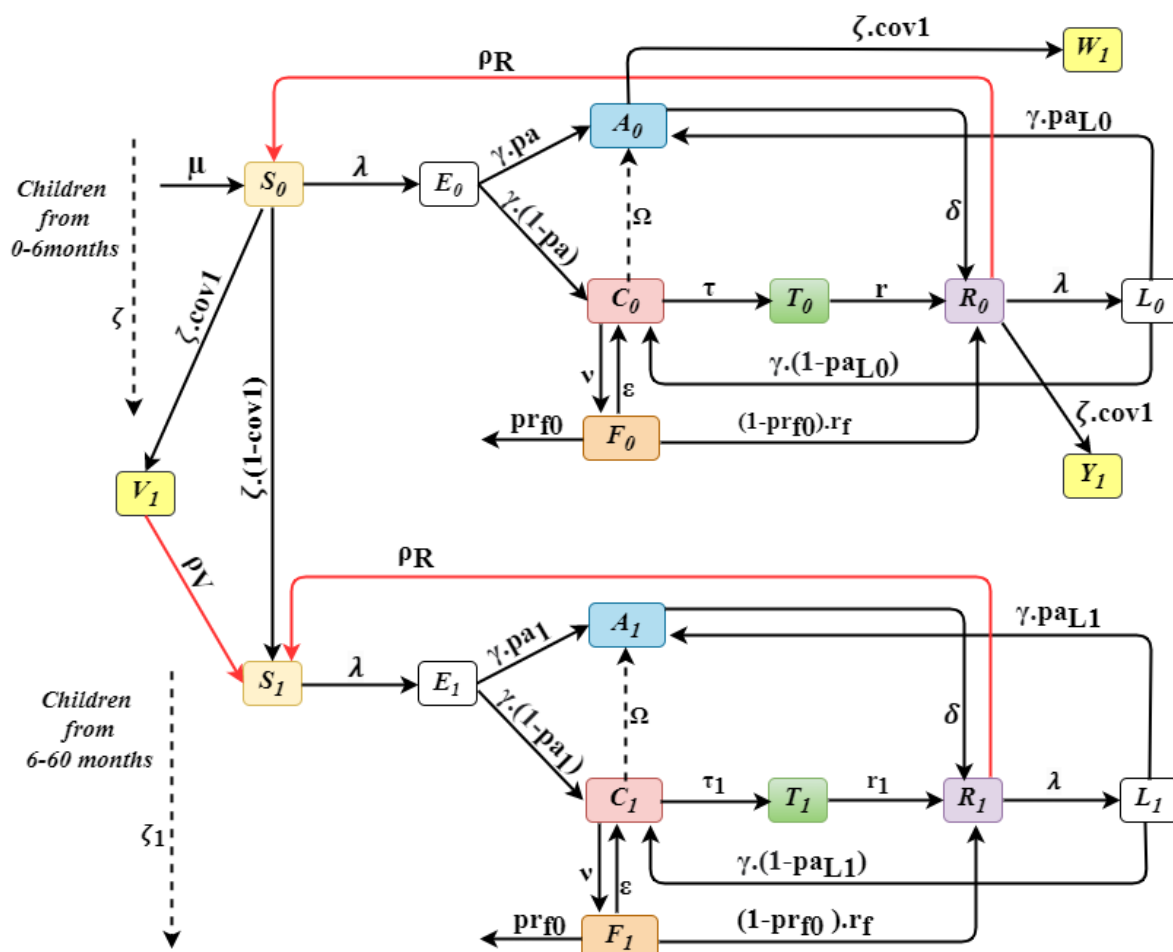 ζ.cov1
W₁
ρR
A₀
γ.paL0
γ.pa
μ
S₀
λ
E₀
Children
from
0-6months
Ω
δ
γ.(1-pa)
ζ
ζ.cov1
C₀
τ
T₀
r
R₀
λ
L₀
ν
ε
γ.(1-paL0)
ζ.(1-cov1)
prf0
F₀
(1-prf0).rf
ζ.cov1
V₁
Y₁
ρV
ρR
A₁
γ.paL1
γ.pa₁
S₁
λ
E₁
Children
from
6-60 months
Ω
δ
γ.(1-pa₁)
C₁
τ₁
T₁
r₁
R₁
λ
L₁
ζ₁
ν
ε
γ.(1-paL1)
prf0
F₁
(1-prf0 ).rf